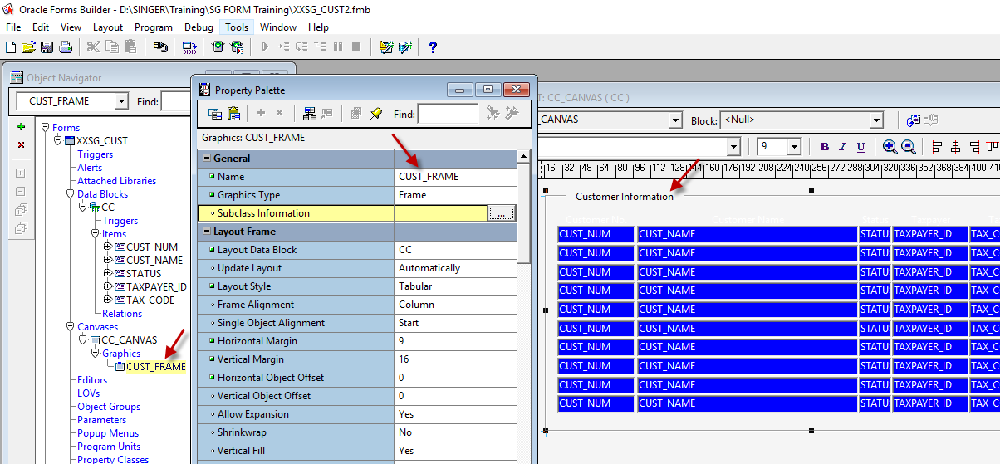 Oracle Forms Builder - D:\SINGER\Training\SG FORM Training\XXSG_CUST2.fmb
File Edit View Layout Program Debug Tools Window Help
Object Navigator
CUST_FRAME Find:
Forms
XXSG_CUST
Triggers
Alerts
Attached Libraries
Data Blocks
CC
Triggers
Items
CUST_NUM
CUST_NAME
STATUS
TAXPAYER_ID
TAX_CODE
Relations
Canvases
CC_CANVAS
Graphics
CUST_FRAME
Editors
LOVs
Object Groups
Parameters
Popup Menus
Program Units
Property Classes
Property Palette
Find:
Graphics: CUST_FRAME
General
Name CUST_FRAME
Graphics Type Frame
Subclass Information ...
Layout Frame
Layout Data Block CC
Update Layout Automatically
Layout Style Tabular
Frame Alignment Column
Single Object Alignment Start
Horizontal Margin 9
Vertical Margin 16
Horizontal Object Offset 0
Vertical Object Offset 0
Allow Expansion Yes
Shrinkwrap No
Vertical Fill Yes
T: CC_CANVAS ( CC )
_CANVAS Block: <Null>
9 B I U
16 32 48 64 80 96 112 128 144 160 176 192 208 224 240 256 272 288 304 320 336 352 368 384 400 41
Customer Information
Customer No Customer Name Status Taxpayer Ta
CUST_NUM CUST_NAME STATUS TAXPAYER_ID TAX_C
CUST_NUM CUST_NAME STATUS TAXPAYER_ID TAX_C
CUST_NUM CUST_NAME STATUS TAXPAYER_ID TAX_C
CUST_NUM CUST_NAME STATUS TAXPAYER_ID TAX_C
CUST_NUM CUST_NAME STATUS TAXPAYER_ID TAX_C
CUST_NUM CUST_NAME STATUS TAXPAYER_ID TAX_C
CUST_NUM CUST_NAME STATUS TAXPAYER_ID TAX_C
CUST_NUM CUST_NAME STATUS TAXPAYER_ID TAX_C
CUST_NUM CUST_NAME STATUS TAXPAYER_ID TAX_C
CUST_NUM CUST_NAME STATUS TAXPAYER_ID TAX_C